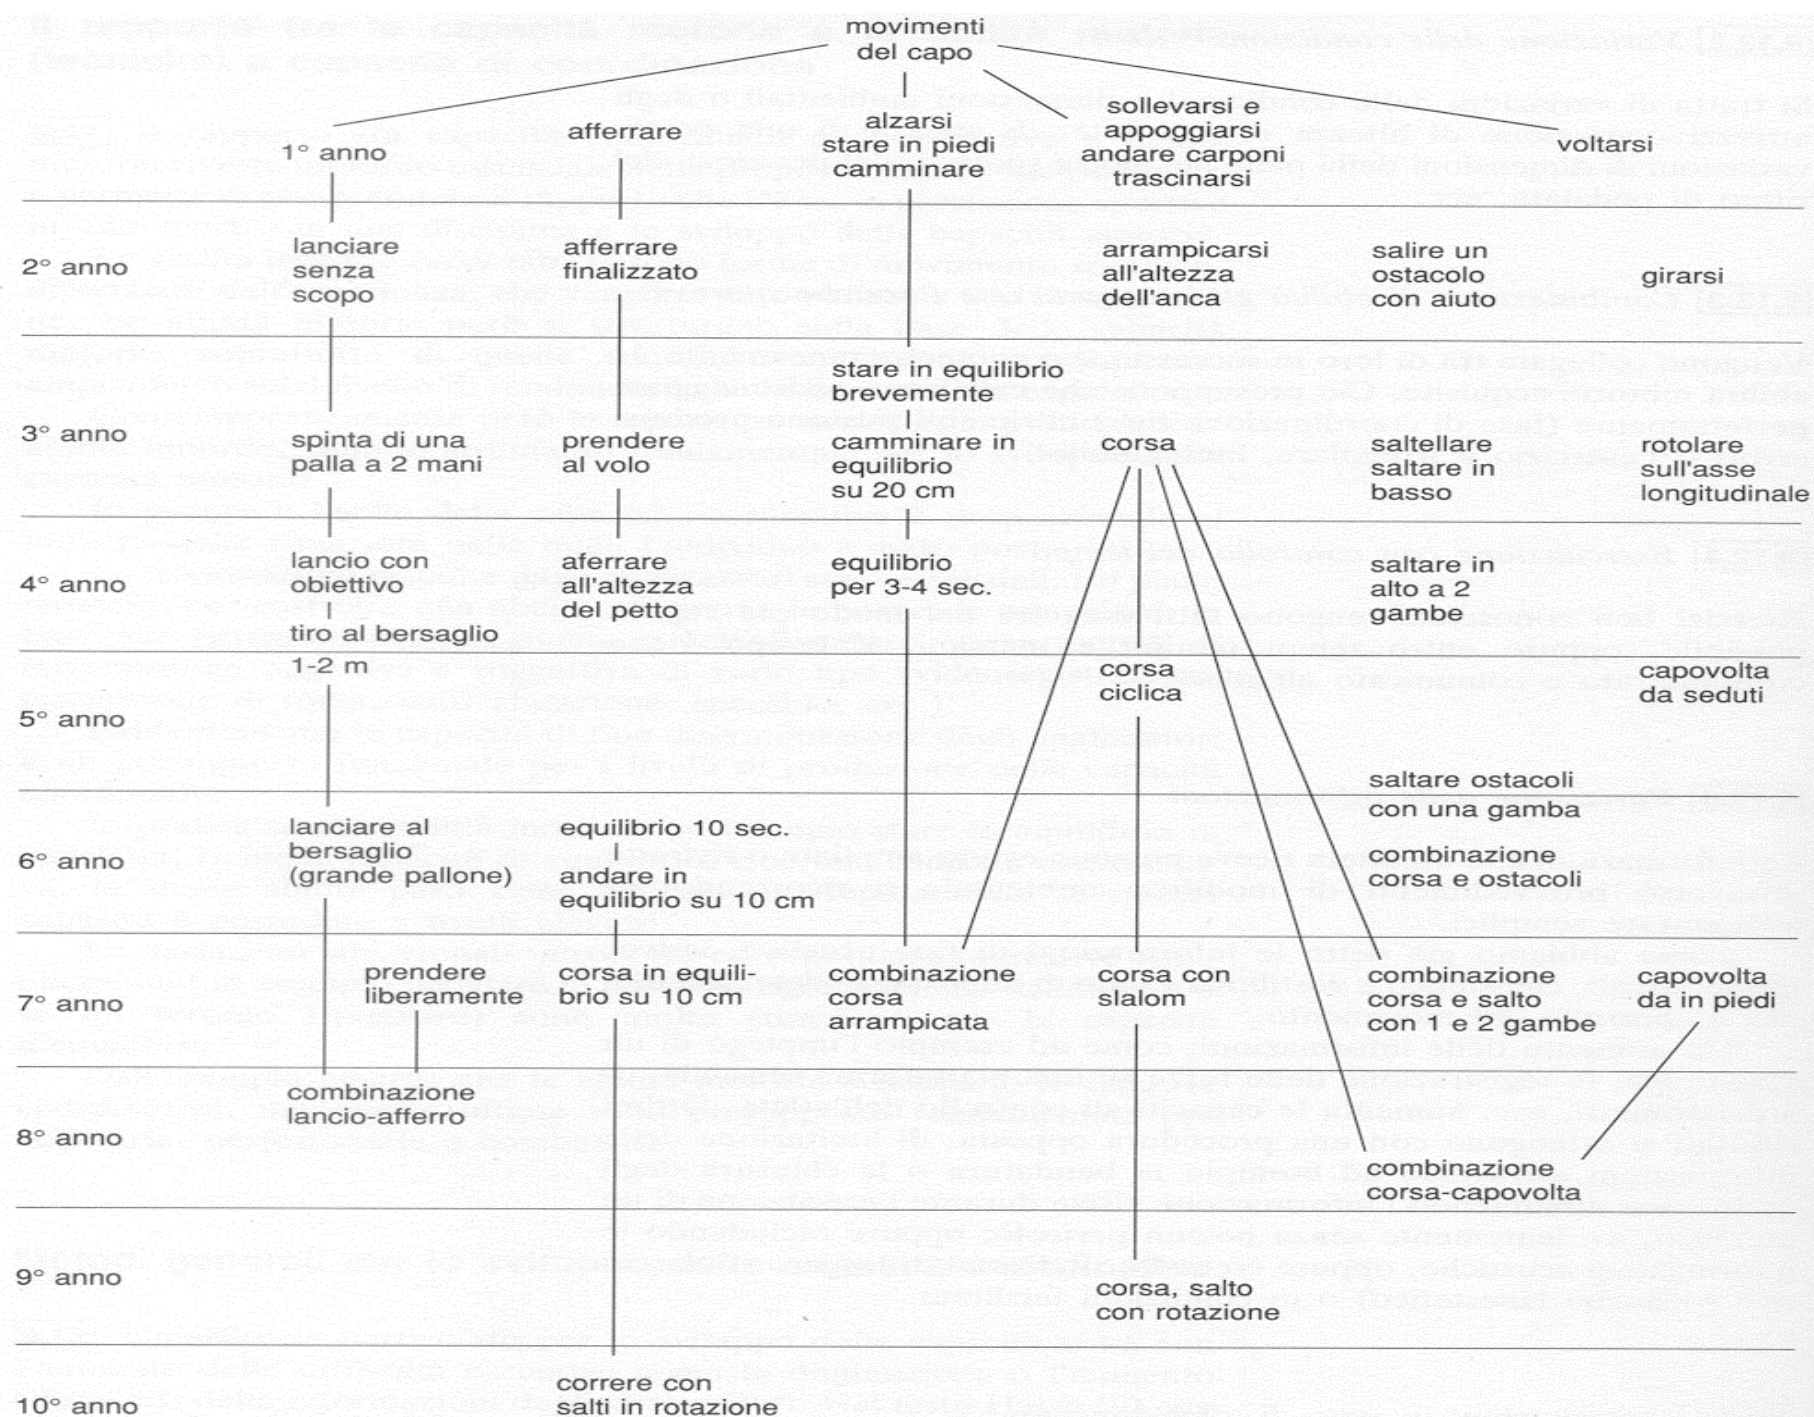 movimenti
del capo
1° anno
afferrare
alzarsi
stare in piedi
camminare
sollevarsi e
appoggiarsi
andare carponi
trascinarsi
voltarsi
2° anno
lanciare
senza
scopo
afferrare
finalizzato
arrampicarsi
all'altezza
dell'anca
salire un
ostacolo
con aiuto
girarsi
3° anno
spinta di una
palla a 2 mani
prendere
al volo
stare in equilibrio
brevemente
camminare in
equilibrio
su 20 cm
corsa
saltellare
saltare in
basso
rotolare
sull'asse
longitudinale
4° anno
lancio con
obiettivo
tiro al bersaglio
1-2 m
aferrare
all'altezza
del petto
equilibrio
per 3-4 sec.
saltare in
alto a 2
gambe
5° anno
corsa
ciclica
capovolta
da seduti
saltare ostacoli
con una gamba
6° anno
lanciare al
bersaglio
(grande pallone)
equilibrio 10 sec.
andare in
equilibrio su 10 cm
combinazione
corsa e ostacoli
7° anno
prendere
liberamente
corsa in equili-
brio su 10 cm
combinazione
corsa
arrampicata
corsa con
slalom
combinazione
corsa e salto
con 1 e 2 gambe
capovolta
da in piedi
8° anno
combinazione
lancio-afferro
combinazione
corsa-capovolta
9° anno
corsa, salto
con rotazione
10° anno
correre con
salti in rotazione